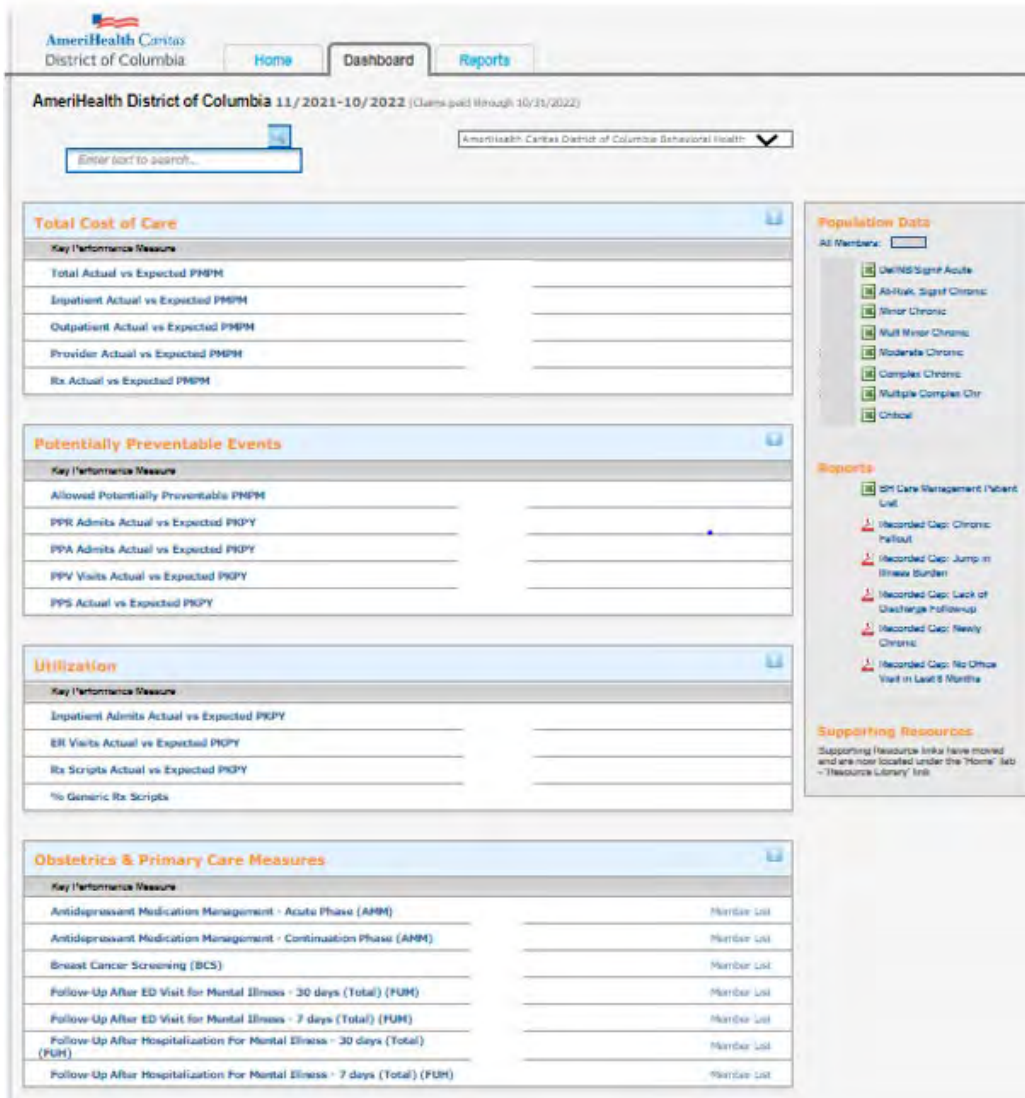 AmeriHealth Caritas
District of Columbia
Home
Dashboard
Reports
AmeriHealth District of Columbia 11/2021-10/2022 (Claims paid through 10/31/2022)
AmeriHealth Caritas District of Columbia Behavioral Health
Enter text to search...
Total Cost of Care
Key Performance Measure
Total Actual vs Expected PMPM
Inpatient Actual vs Expected PMPM
Outpatient Actual vs Expected PMPM
Provider Actual vs Expected PMPM
Rx Actual vs Expected PMPM
Potentially Preventable Events
Key Performance Measure
Allowed Potentially Preventable PMPM
PPR Admits Actual vs Expected PKPY
PPA Admits Actual vs Expected PKPY
PPV Visits Actual vs Expected PKPY
PPS Actual vs Expected PKPY
Utilization
Key Performance Measure
Inpatient Admits Actual vs Expected PKPY
ER Visits Actual vs Expected PKPY
Rx Scripts Actual vs Expected PKPY
% Generic Rx Scripts
Obstetrics & Primary Care Measures
Key Performance Measure
Antidepressant Medication Management - Acute Phase (AMM) Member List
Antidepressant Medication Management - Continuation Phase (AMM) Member List
Breast Cancer Screening (BCS) Member List
Follow-Up After ED Visit for Mental Illness - 30 days (Total) (FUM) Member List
Follow-Up After ED Visit for Mental Illness - 7 days (Total) (FUM) Member List
Follow-Up After Hospitalization For Mental Illness - 30 days (Total)
(FUH) Member List
Follow-Up After Hospitalization For Mental Illness - 7 days (Total) (FUH) Member List
Population Data
All Members:
Del/NB/Signif Acute
At-Risk, Signif Chronic
Minor Chronic
Mult Minor Chronic
Moderate Chronic
Complex Chronic
Multiple Complex Chr
Critical
Reports
BH Care Management Patient
List
Recorded Gap: Chronic
Fallout
Recorded Gap: Jump in
Illness Burden
Recorded Gap: Lack of
Discharge Follow-up
Recorded Gap: Newly
Chronic
Recorded Gap: No Office
Visit in Last 6 Months
Supporting Resources
Supporting Resource links have moved
and are now located under the 'Home' tab
- 'Resource Library' link